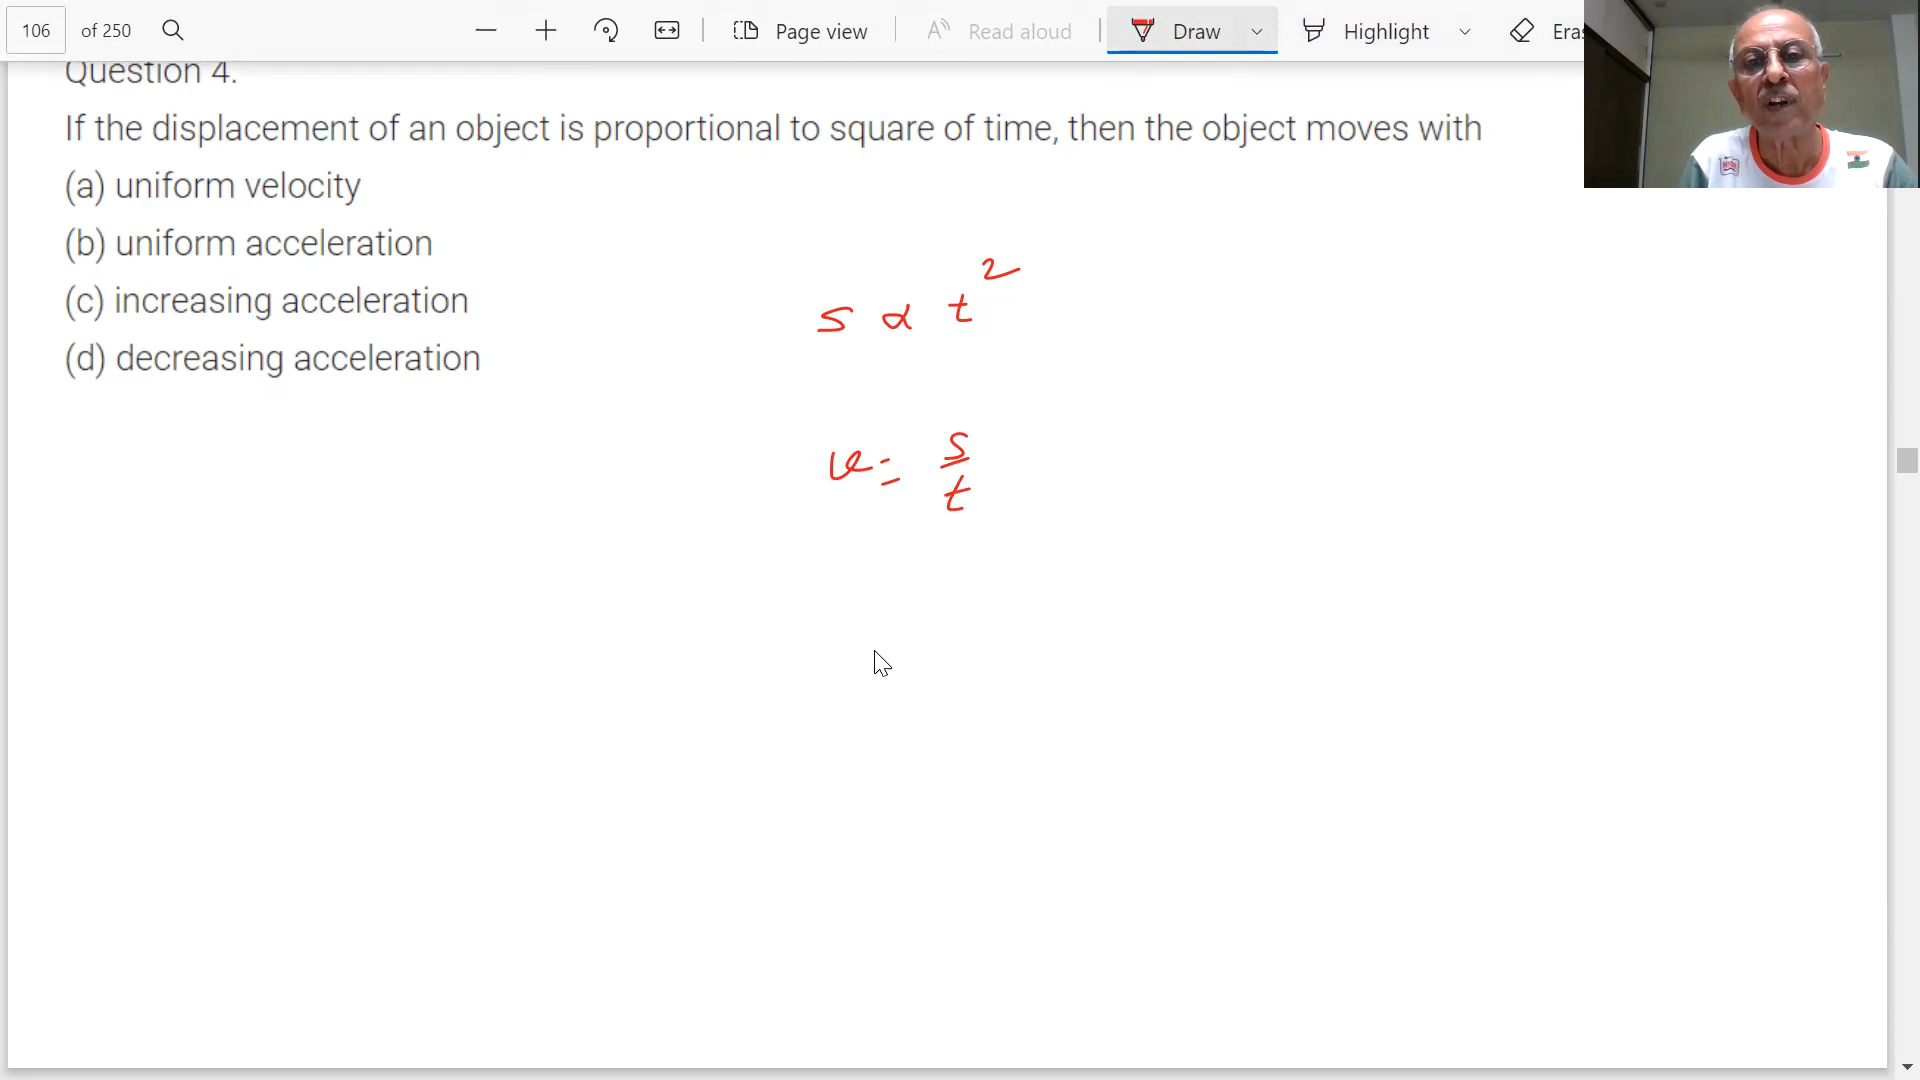 106 of 250 Page view Read aloud Draw Highlight Eras
Question 4.
If the displacement of an object is proportional to square of time, then the object moves with
(a) uniform velocity
(b) uniform acceleration
(c) increasing acceleration
(d) decreasing acceleration
s ∝ t²
v = s/t